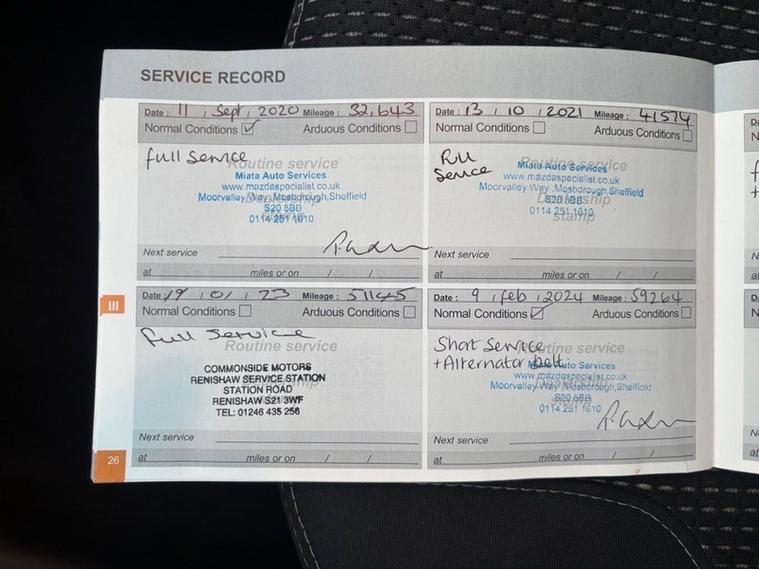 SERVICE RECORD
Date : 11 / Sept / 2020 Mileage : 32,643
Normal Conditions ☑ Arduous Conditions ☐
full Service
Routine service
Miata Auto Services
www.mazdaspecialist.co.uk
Moorvalley Way ,Mosborough,Sheffield
S20 6BB
0114 251 1610
Next service
at miles or on / /
Date : 13 / 10 / 2021 Mileage : 41574
Normal Conditions ☐ Arduous Conditions ☐
Full
Service
Routine service
Miata Auto Services
www.mazdaspecialist.co.uk
Moorvalley Way ,Mosborough,Sheffield
Dealership
S20 6BB
0114 251 1610
stamp
Next service
at miles or on / /
Date : 19 / 01 / 23 Mileage : 51145
Normal Conditions ☐ Arduous Conditions ☐
Full Service
Routine service
COMMONSIDE MOTORS
RENISHAW SERVICE STATION
STATION ROAD
RENISHAW S21 3WF
TEL: 01246 435 256
Next service
at miles or on / /
Date : 9 / feb / 2024 Mileage : 59264
Normal Conditions ☑ Arduous Conditions ☐
Short Service
Routine service
+Alternator belt.
Miata Auto Services
www.mazdaspecialist.co.uk
Moorvalley Way ,Mosborough,Sheffield
S20 6BB
0114 251 1610
Next service
at miles or on / /
III
26